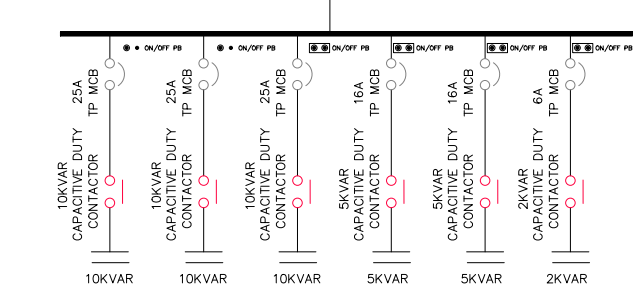 ON/OFF PB
ON/OFF PB
ON/OFF PB
ON/OFF PB
ON/OFF PB
ON/OFF PB
25A
TP MCB
25A
TP MCB
25A
TP MCB
16A
TP MCB
16A
TP MCB
6A
TP MCB
10KVAR
CAPACITIVE DUTY
CONTACTOR
10KVAR
CAPACITIVE DUTY
CONTACTOR
10KVAR
CAPACITIVE DUTY
CONTACTOR
5KVAR
CAPACITIVE DUTY
CONTACTOR
5KVAR
CAPACITIVE DUTY
CONTACTOR
2KVAR
CAPACITIVE DUTY
CONTACTOR
10KVAR
10KVAR
10KVAR
5KVAR
5KVAR
2KVAR